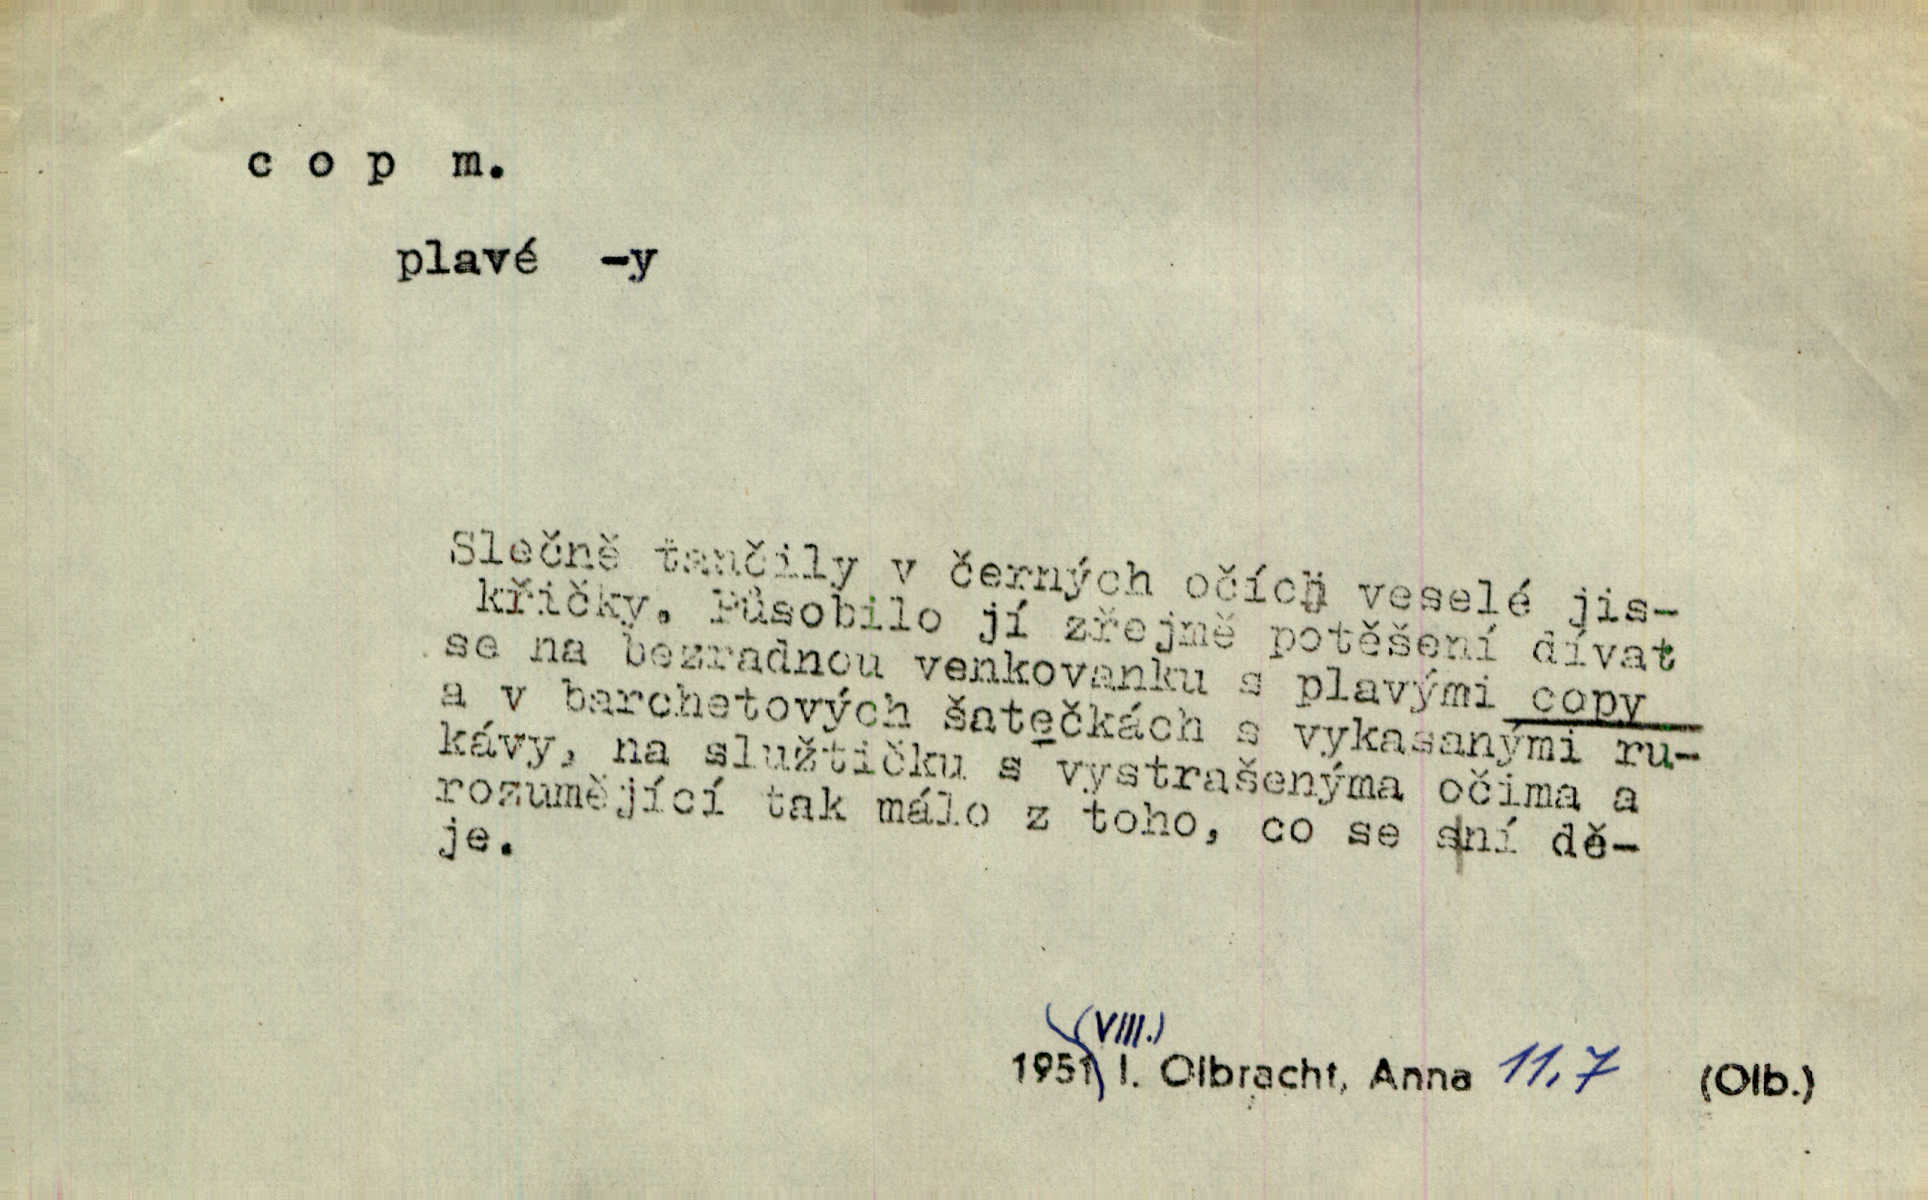 c o p m.
plavé -y
Slečně tančily v černých očích veselé jis-
křičky. Působilo jí zřejmě potěšení dívat
se na bezradnou venkovanku s plavými copy
a v barchetových šatečkách s vykasanými ru-
kávy, na služtičku s vystrašenýma očima a
rozumějící tak málo z toho, co se s|ní dě-
je.
(VIII.)
1951 I. Olbracht, Anna 11,7 (Olb.)